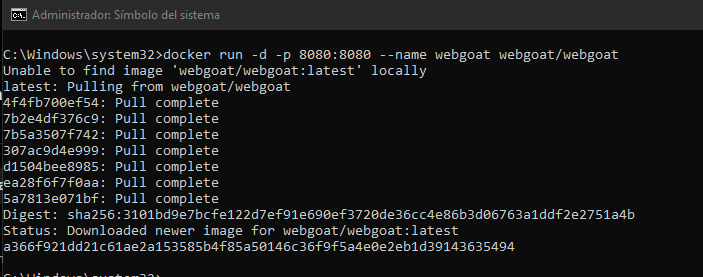 Administrador: Símbolo del sistema
C:\Windows\system32>docker run -d -p 8080:8080 --name webgoat webgoat/webgoat
Unable to find image 'webgoat/webgoat:latest' locally
latest: Pulling from webgoat/webgoat
4f4fb700ef54: Pull complete
7b2e4df376c9: Pull complete
7b5a3507f742: Pull complete
307ac9d4e999: Pull complete
d1504bee8985: Pull complete
ea28f6f7f0aa: Pull complete
5a7813e071bf: Pull complete
Digest: sha256:3101bd9e7bcfe122d7ef91e690ef3720de36cc4e86b3d06763a1ddf2e2751a4b
Status: Downloaded newer image for webgoat/webgoat:latest
a366f921dd21c61ae2a153585b4f85a50146c36f9f5a4e0e2eb1d39143635494
C:\Windows\system32>